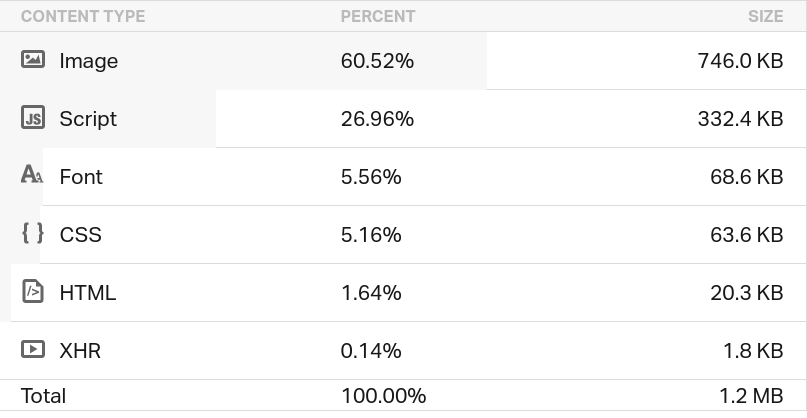 CONTENT TYPE PERCENT SIZE
Image 60.52% 746.0 KB
JS Script 26.96% 332.4 KB
AA Font 5.56% 68.6 KB
{ } CSS 5.16% 63.6 KB
</> HTML 1.64% 20.3 KB
XHR 0.14% 1.8 KB
Total 100.00% 1.2 MB